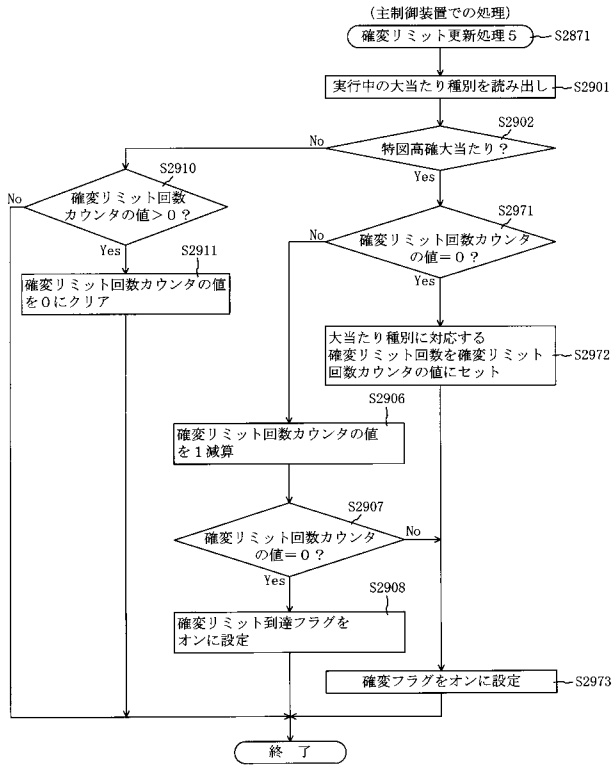 (主制御装置での処理)
確変リミット更新処理5
S2871
実行中の大当たり種別を読み出し
S2901
S2902
特図高確大当たり?
No
Yes
S2910
確変リミット回数
カウンタの値>0?
No
Yes
S2971
確変リミット回数カウンタ
の値=0?
No
Yes
S2911
確変リミット回数カウンタの値
を0にクリア
大当たり種別に対応する
確変リミット回数を確変リミット
回数カウンタの値にセット
S2972
S2906
確変リミット回数カウンタの値
を1減算
S2907
確変リミット回数カウンタ
の値=0?
No
Yes
S2908
確変リミット到達フラグを
オンに設定
確変フラグをオンに設定
S2973
終 了